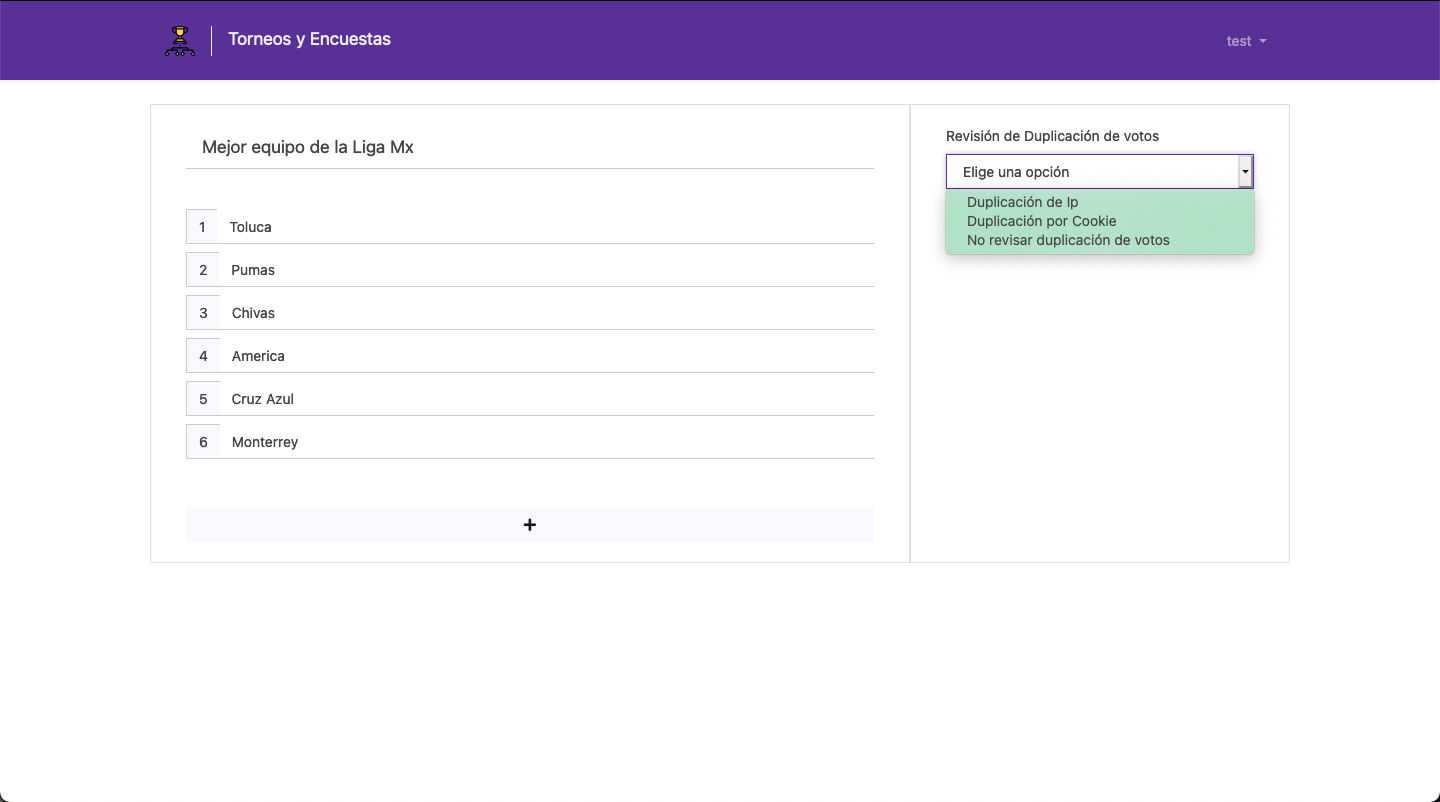 Torneos y Encuestas
test
Mejor equipo de la Liga Mx
1 Toluca
2 Pumas
3 Chivas
4 America
5 Cruz Azul
6 Monterrey
+
Revisión de Duplicación de votos
Elige una opción
Duplicación de Ip
Duplicación por Cookie
No revisar duplicación de votos